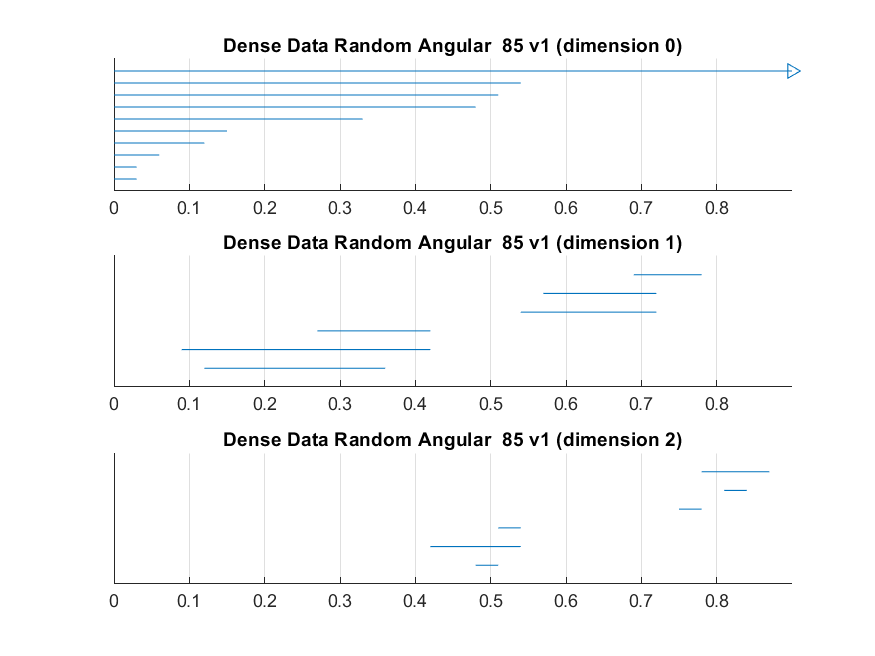 Dense Data Random Angular  85 v1 (dimension 0)
0 0.1 0.2 0.3 0.4 0.5 0.6 0.7 0.8
Dense Data Random Angular  85 v1 (dimension 1)
0 0.1 0.2 0.3 0.4 0.5 0.6 0.7 0.8
Dense Data Random Angular  85 v1 (dimension 2)
0 0.1 0.2 0.3 0.4 0.5 0.6 0.7 0.8